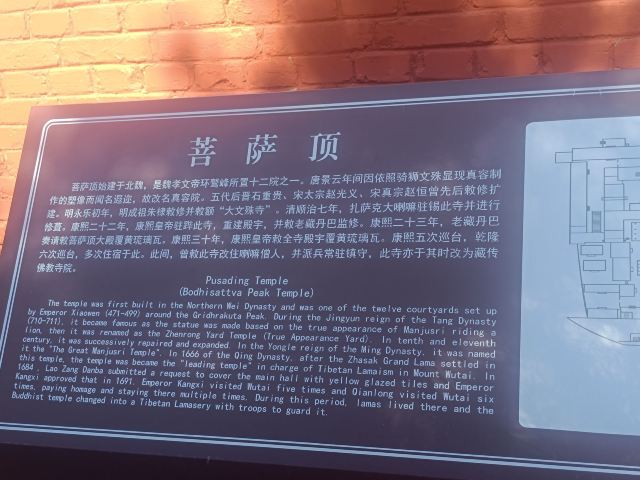 菩萨顶
菩萨顶始建于北魏，是魏孝文帝环鹫峰所置十二院之一。唐景云年间因依照骑狮文殊显现真容制
作的塑像而闻名遐迩，故改名真容院。五代后晋石重贵、宋太宗赵光义、宋真宗赵恒曾先后敕修扩
建。明永乐初年，明成祖朱棣敕修并敕额“大文殊寺”。清顺治七年，扎萨克大喇嘛驻锡此寺并进行
修葺。康熙二十二年，康熙皇帝驻跸此寺，重建殿宇，并敕老藏丹巴监修。康熙二十三年，老藏丹巴
奏请敕菩萨顶大殿覆黄琉璃瓦。康熙三十年，康熙皇帝敕全寺殿宇覆黄琉璃瓦。康熙五次巡台，乾隆
六次巡台，多次住宿于此。此间，曾敕此寺改住喇嘛僧人，并派兵常驻镇守，此寺亦于其时改为藏传
佛教寺院。
Pusading Temple
(Bodhisattva Peak Temple)
The temple was first built in the Northern Wei Dynasty and was one of the twelve courtyards set up
by Emperor Xiaowen (471-499) around the Gridhrakuta Peak. During the Jingyun reign of the Tang Dynasty
(710-711), it became famous as the statue was made based on the true appearance of Manjusri riding a
lion, then it was renamed as the Zhenrong Yard Temple (True Appearance Yard). In tenth and eleventh
century, it was successively repaired and expanded. In the Yongle reign of the Ming Dynasty, it was named
it the "The Great Manjusri Temple". In 1666 of the Qing Dynasty, after the Zhasak Grand Lama settled in
this temple, the temple was became the "leading temple" in charge of Tibetan Lamaism in Mount Wutai. In
1684, Lao Zang Danba submitted a request to cover the main hall with yellow glazed tiles and Emperor
Kangxi approved that in 1691. Emperor Kangxi visited Wutai five times and Qianlong visited Wutai six
times, paying homage and staying there multiple times. During this period, lamas lived there and the
Buddhist temple changed into a Tibetan Lamasery with troops to guard it.